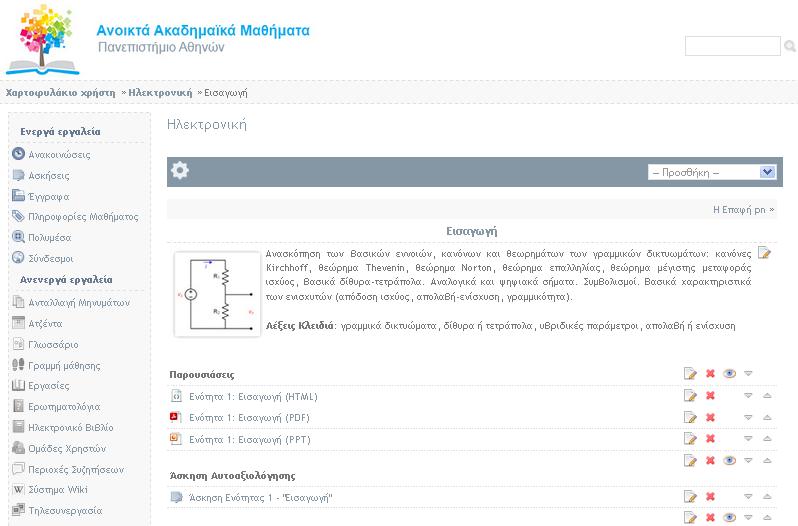 Ανοικτά Ακαδημαϊκά Μαθήματα
Πανεπιστήμιο Αθηνών
Χαρτοφυλάκιο χρήστη » Ηλεκτρονική » Εισαγωγή
Ενεργά εργαλεία
Ανακοινώσεις
Ασκήσεις
Έγγραφα
Πληροφορίες Μαθήματος
Πολυμέσα
Σύνδεσμοι
Ανενεργά εργαλεία
Ανταλλαγή Μηνυμάτων
Ατζέντα
Γλωσσάριο
Γραμμή μάθησης
Εργασίες
Ερωτηματολόγια
Ηλεκτρονικό Βιβλίο
Ομάδες Χρηστών
Περιοχές Συζητήσεων
Σύστημα Wiki
Τηλεσυνεργασία
Ηλεκτρονική
-- Προσθήκη --
Η Επαφή pn »
Εισαγωγή
Ανασκόπηση των βασικών εννοιών, κανόνων και θεωρημάτων των γραμμικών δικτυωμάτων: κανόνες
Kirchhoff, θεώρημα Thevenin, θεώρημα Norton, θεώρημα επαλληλίας, θεώρημα μέγιστης μεταφοράς
ισχύος, Βασικά δίθυρα-τετράπολα. Αναλογικά και ψηφιακά σήματα. Συμβολισμοί. Βασικά χαρακτηριστικά
των ενισχυτών (απόδοση ισχύος, απολαβή-ενίσχυση, γραμμικότητα).
Λέξεις Κλειδιά: γραμμικά δικτυώματα, δίθυρα ή τετράπολα, υβριδικές παράμετροι, απολαβή ή ενίσχυση
R₁
R₂
Παρουσιάσεις
Ενότητα 1: Εισαγωγή (HTML)
Ενότητα 1: Εισαγωγή (PDF)
Ενότητα 1: Εισαγωγή (PPT)
Άσκηση Αυτοαξιολόγησης
Άσκηση Ενότητας 1 - "Εισαγωγή"